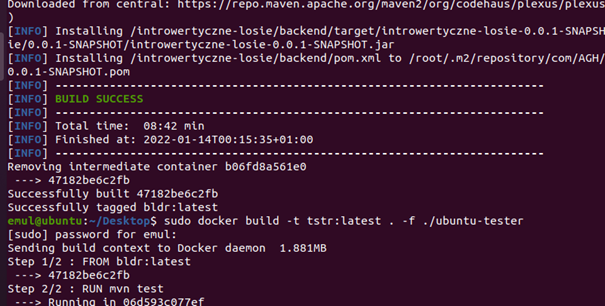 Downloaded from central: https://repo.maven.apache.org/maven2/org/codehaus/plexus/plexus
)
[INFO] Installing /introwertyczne-losie/backend/target/introwertyczne-losie-0.0.1-SNAPSH
ie/0.0.1-SNAPSHOT/introwertyczne-losie-0.0.1-SNAPSHOT.jar
[INFO] Installing /introwertyczne-losie/backend/pom.xml to /root/.m2/repository/com/AGH/
0.0.1-SNAPSHOT.pom
[INFO] ------------------------------------------------------------------------
[INFO] BUILD SUCCESS
[INFO] ------------------------------------------------------------------------
[INFO] Total time:  08:42 min
[INFO] Finished at: 2022-01-14T00:15:35+01:00
[INFO] ------------------------------------------------------------------------
Removing intermediate container b06fd8a561e0
 ---> 47182be6c2fb
Successfully built 47182be6c2fb
Successfully tagged bldr:latest
emul@ubuntu:~/Desktop$ sudo docker build -t tstr:latest . -f ./ubuntu-tester
[sudo] password for emul:
Sending build context to Docker daemon  1.881MB
Step 1/2 : FROM bldr:latest
 ---> 47182be6c2fb
Step 2/2 : RUN mvn test
 ---> Running in 06d593c077ef